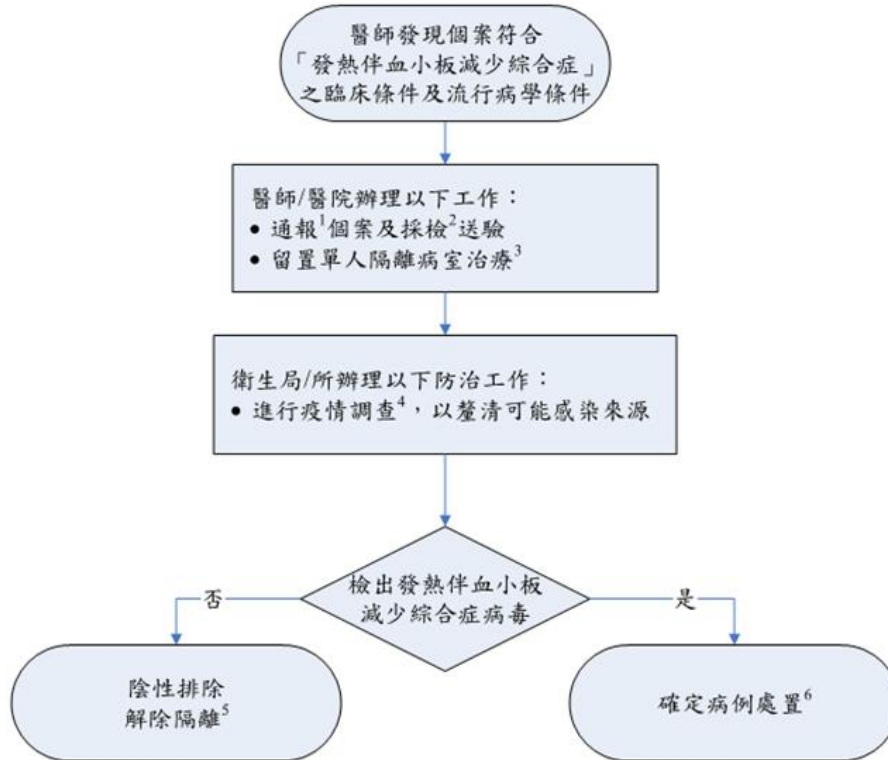 醫師發現個案符合
「發熱伴血小板減少綜合症」
之臨床條件及流行病學條件
醫師/醫院辦理以下工作：
• 通報¹個案及採檢²送驗
• 留置單人隔離病室治療³
衛生局/所辦理以下防治工作：
• 進行疫情調查⁴，以釐清可能感染來源
檢出發熱伴血小板
減少綜合症病毒
否
是
陰性排除
解除隔離⁵
確定病例處置⁶